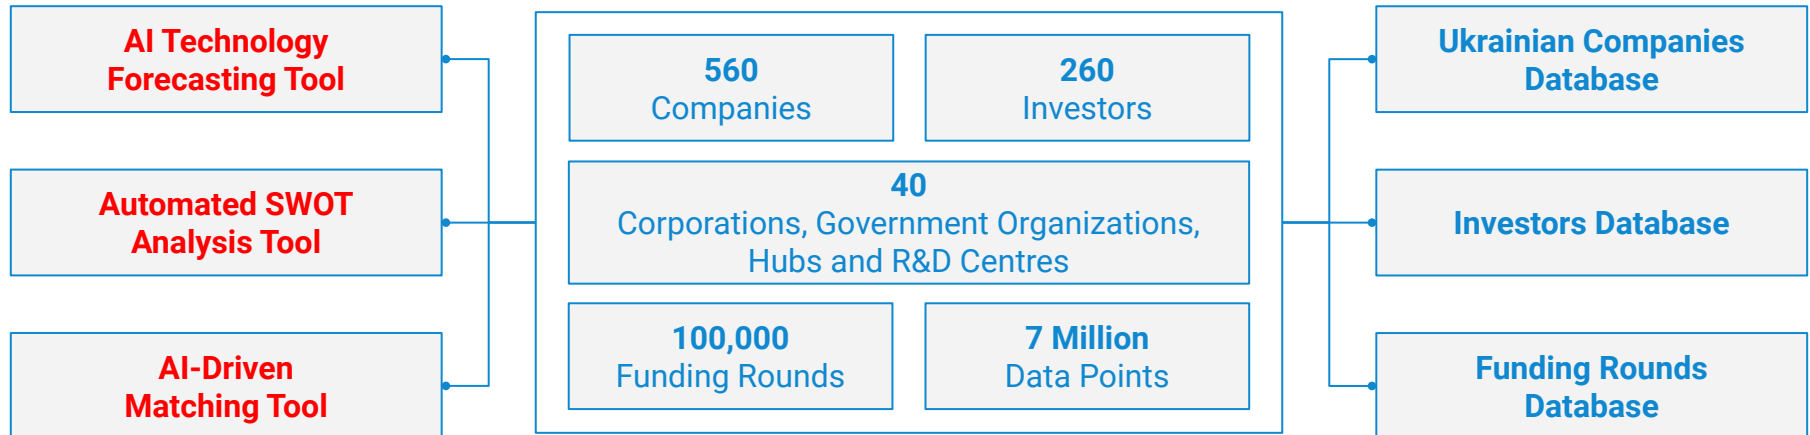 AI Technology
Forecasting Tool
Automated SWOT
Analysis Tool
AI-Driven
Matching Tool
560
Companies
260
Investors
40
Corporations, Government Organizations,
Hubs and R&D Centres
100,000
Funding Rounds
7 Million
Data Points
Ukrainian Companies
Database
Investors Database
Funding Rounds
Database